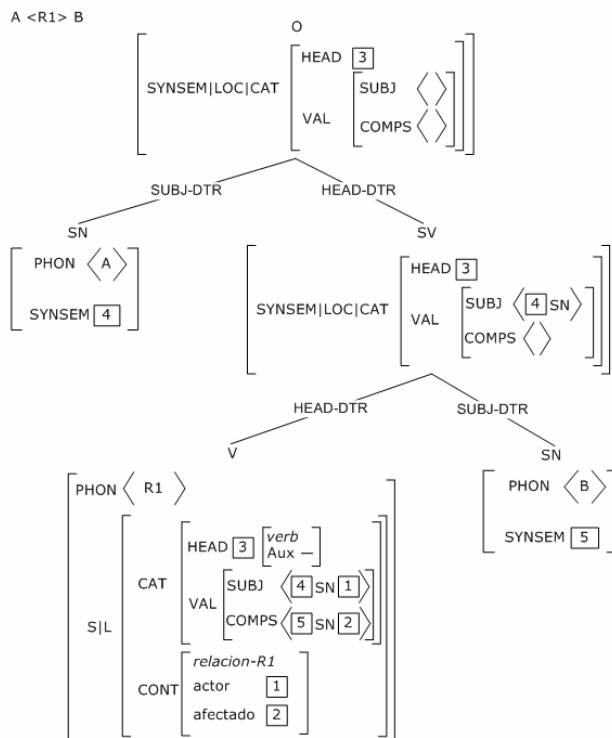 A <R1> B
O
HEAD 3
SYNSEM|LOC|CAT
SUBJ 〈 〉
VAL
COMPS 〈 〉
SUBJ-DTR HEAD-DTR
SN SV
PHON 〈A〉
SYNSEM 4
HEAD 3
SYNSEM|LOC|CAT
SUBJ 〈4 SN〉
VAL
COMPS 〈 〉
HEAD-DTR SUBJ-DTR
V SN
PHON 〈R1〉
PHON 〈B〉
SYNSEM 5
HEAD 3 verb
Aux —
CAT
SUBJ 〈4 SN 1〉
VAL
COMPS 〈5 SN 2〉
S|L
relacion-R1
CONT actor 1
afectado 2